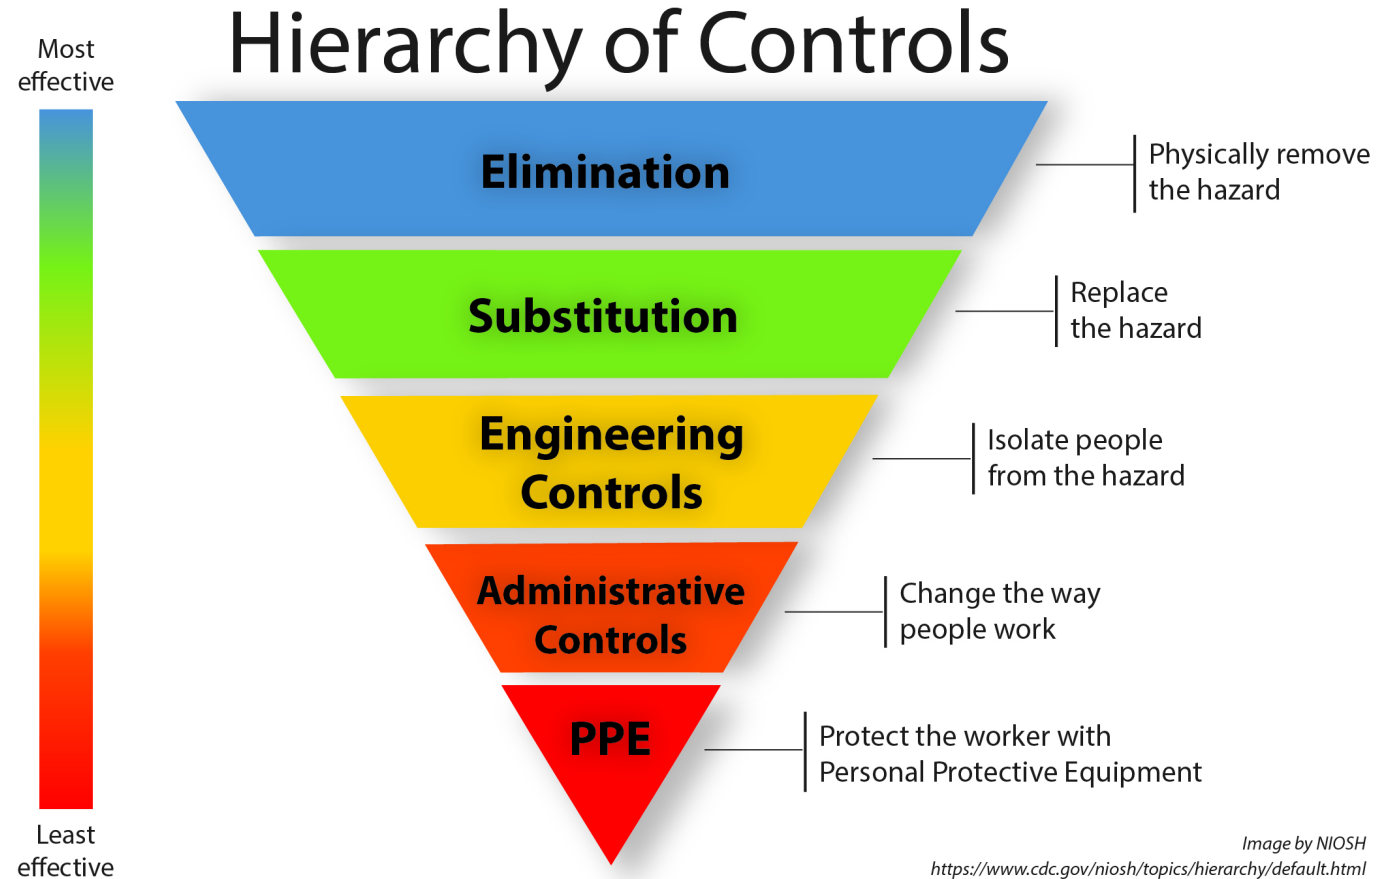 Hierarchy of Controls
Most
effective
Elimination
Physically remove
the hazard
Substitution
Replace
the hazard
Engineering
Controls
Isolate people
from the hazard
Administrative
Controls
Change the way
people work
PPE
Protect the worker with
Personal Protective Equipment
Least
effective
Image by NIOSH
https://www.cdc.gov/niosh/topics/hierarchy/default.html